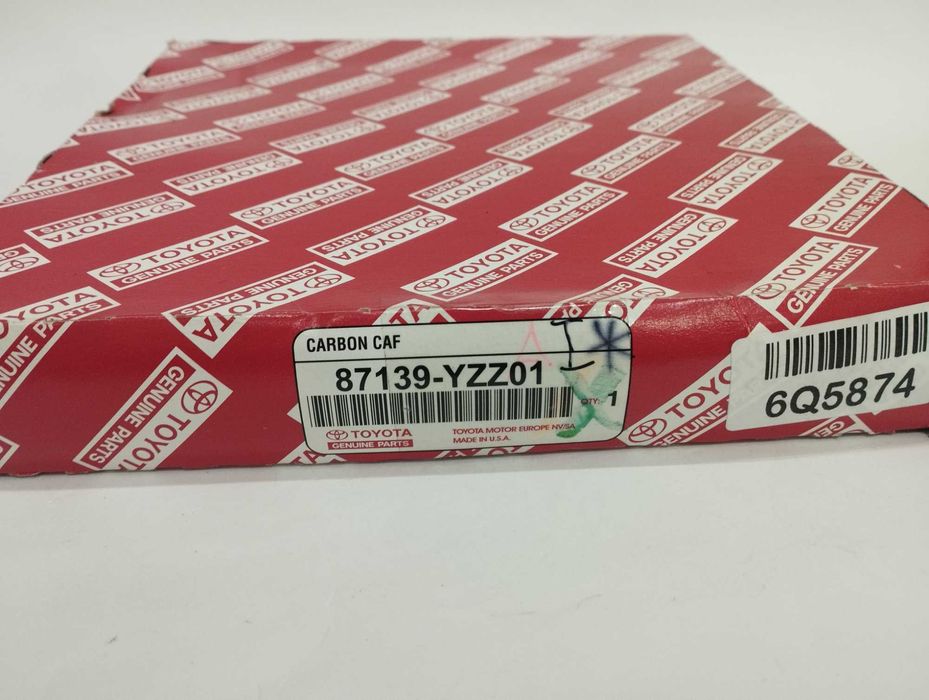 TOYOTA
GENUINE PARTS
CARBON CAF
87139-YZZ01
QTY: 1
TOYOTA
GENUINE PARTS
TOYOTA MOTOR EUROPE NV/SA
MADE IN U.S.A.
6Q5874